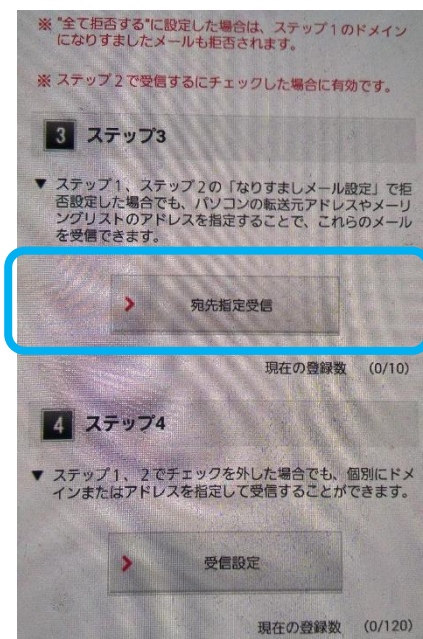 ※ "全て拒否する"に設定した場合は、ステップ1のドメイン
になりすましたメールも拒否されます。
※ ステップ2で受信するにチェックした場合に有効です。
3 ステップ3
▼ ステップ1、ステップ2の「なりすましメール設定」で拒
否設定した場合でも、パソコンの転送元アドレスやメーリ
ングリストのアドレスを指定することで、これらのメール
を受信できます。
宛先指定受信
現在の登録数 (0/10)
4 ステップ4
▼ ステップ1、2でチェックを外した場合でも、個別にドメ
インまたはアドレスを指定して受信することができます。
受信設定
現在の登録数 (0/120)